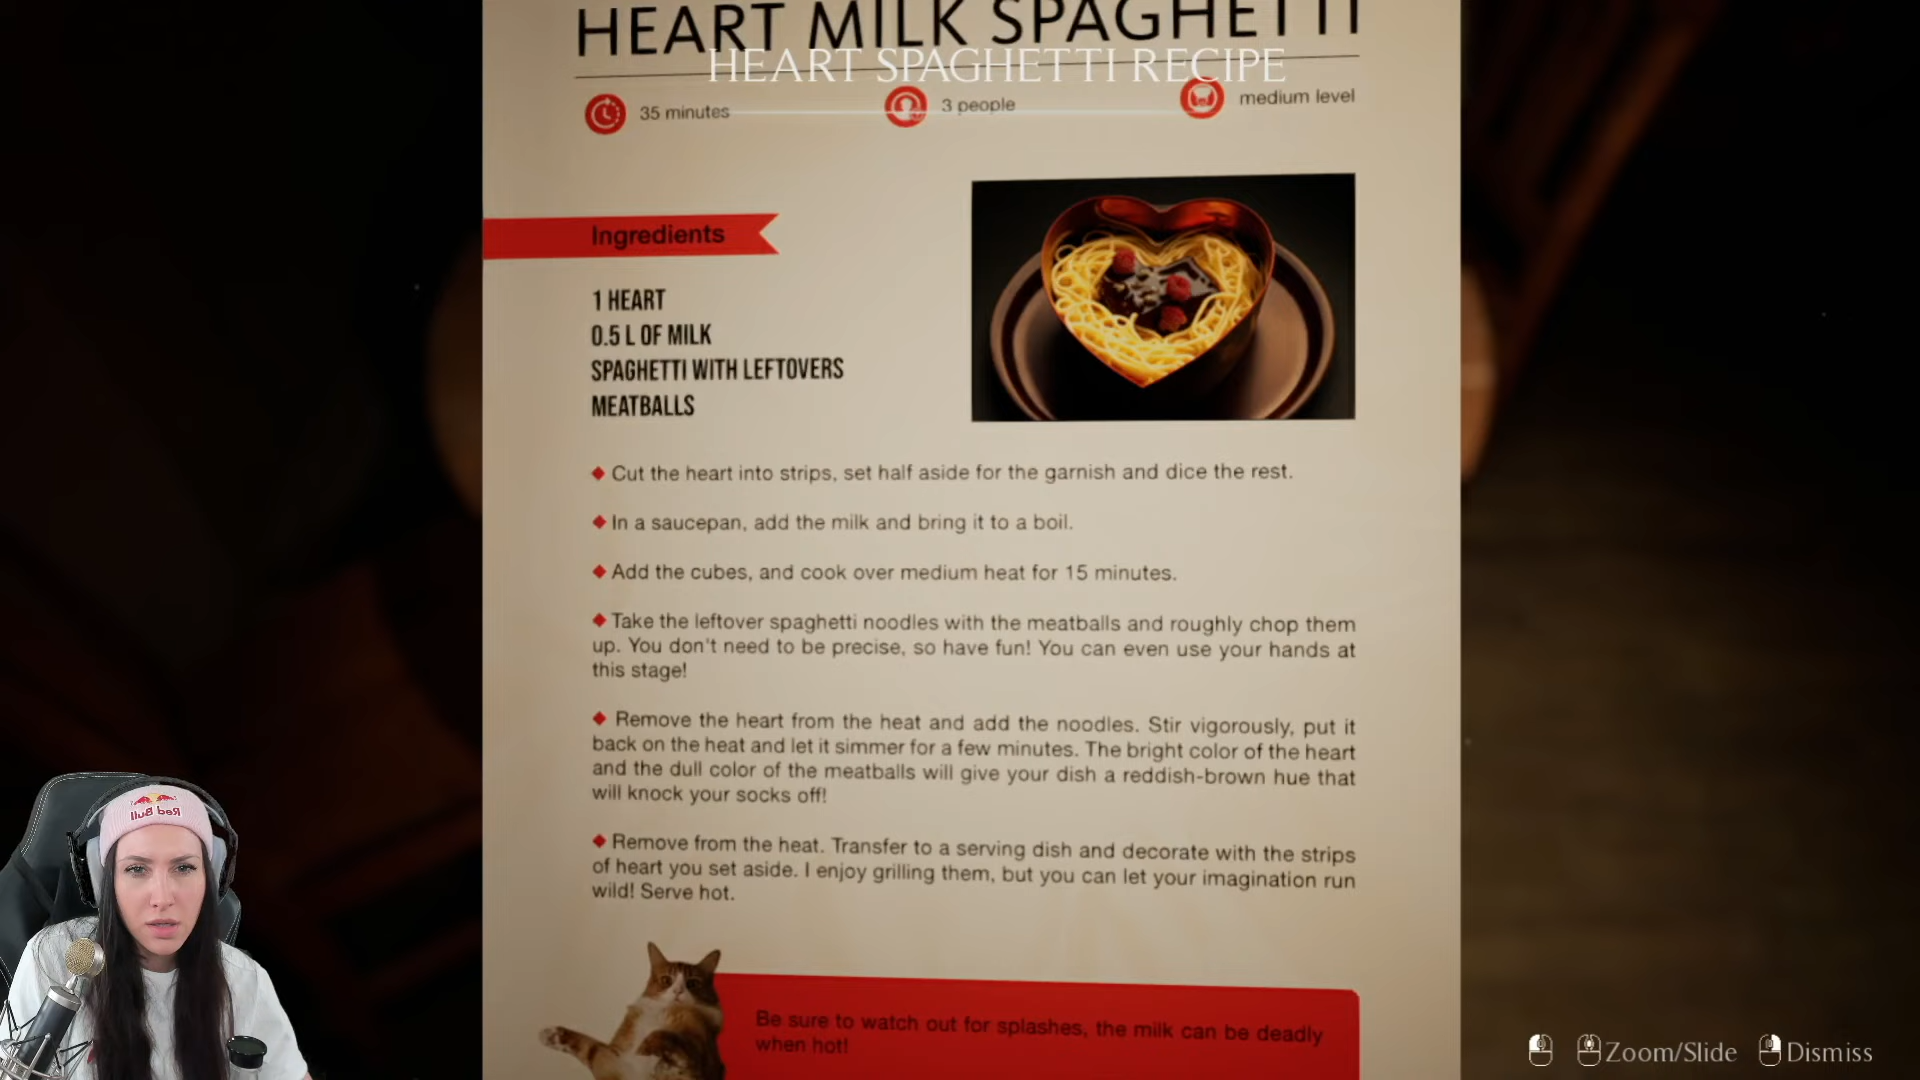 HEART MILK SPAGHETTI
HEART SPAGHETTI RECIPE
35 minutes
3 people
medium level
Ingredients
1 HEART
0.5 L OF MILK
SPAGHETTI WITH LEFTOVERS
MEATBALLS
Cut the heart into strips, set half aside for the garnish and dice the rest.
In a saucepan, add the milk and bring it to a boil.
Add the cubes, and cook over medium heat for 15 minutes.
Take the leftover spaghetti noodles with the meatballs and roughly chop them
up. You don't need to be precise, so have fun! You can even use your hands at
this stage!
Remove the heart from the heat and add the noodles. Stir vigorously, put it
back on the heat and let it simmer for a few minutes. The bright color of the heart
and the dull color of the meatballs will give your dish a reddish-brown hue that
will knock your socks off!
Remove from the heat. Transfer to a serving dish and decorate with the strips
of heart you set aside. I enjoy grilling them, but you can let your imagination run
wild! Serve hot.
Be sure to watch out for splashes, the milk can be deadly
when hot!
Red Bull
Zoom/Slide
Dismiss